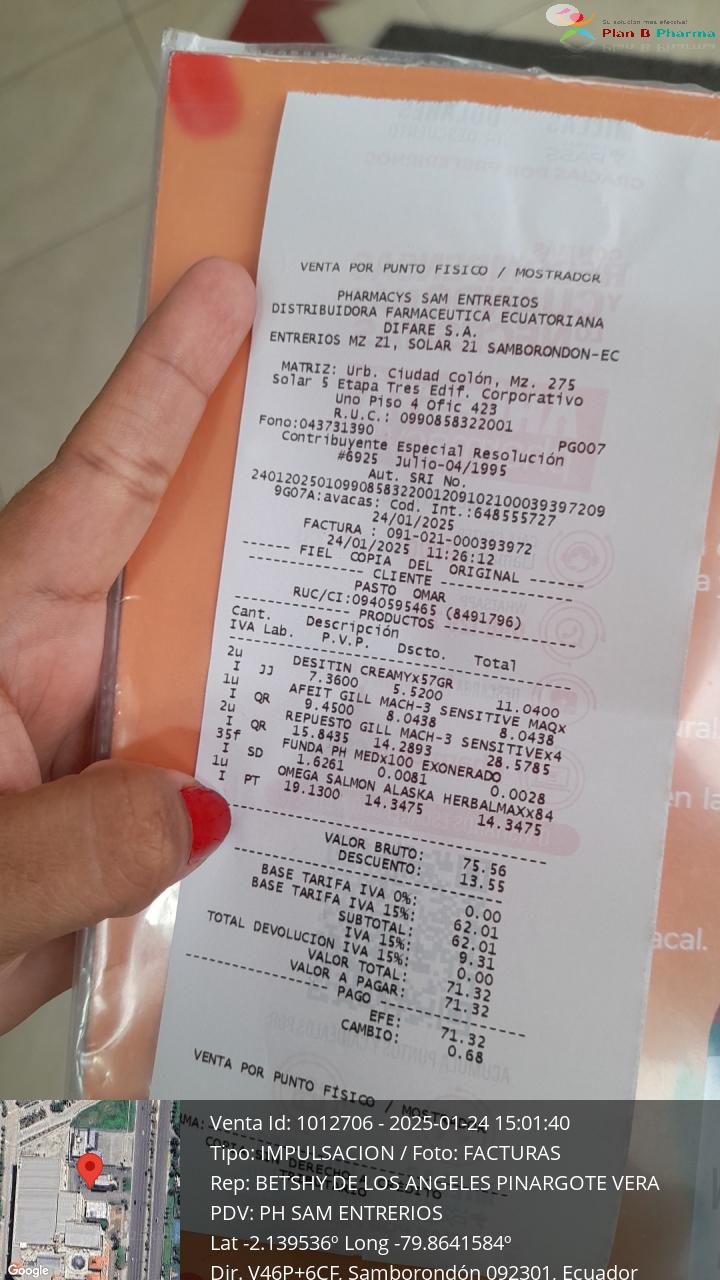 Su solución más efectiva!
Plan B Pharma
VENTA POR PUNTO FISICO / MOSTRADOR
PHARMACYS SAM ENTRERIOS
DISTRIBUIDORA FARMACEUTICA ECUATORIANA
DIFARE S.A.
ENTRERIOS MZ Z1, SOLAR 21 SAMBORONDON-EC
MATRIZ: Urb. Ciudad Colón, Mz. 275
Solar 5 Etapa Tres Edif. Corporativo
Uno Piso 4 Ofic 423
R.U.C.: 0990858322001
Fono:043731390 PG007
Contribuyente Especial Resolución
#6925 Julio-04/1995
Aut. SRI No.
2401202501099085832200120910210003939720​9
9G07A:avacas: Cod. Int.:648555727
24/01/2025
FACTURA : 091-021-000393972
24/01/2025 11:26:12
------ FIEL COPIA DEL ORIGINAL ------
CLIENTE
PASTO OMAR
RUC/CI:0940595465 (8491796)
PRODUCTOS
Cant. Descripción
IVA Lab. P.V.P. Dscto. Total
2u DESITIN CREAMYx57GR
I JJ 7.3600 5.5200 11.0400
1u AFEIT GILL MACH-3 SENSITIVE MAQx
I QR 9.4500 8.0438 8.0438
2u REPUESTO GILL MACH-3 SENSITIVEx4
I QR 15.8435 14.2893 28.5785
35f FUNDA PH MEDx100 EXONERADO
I SD 1.6261 0.0081 0.0028
1u OMEGA SALMON ALASKA HERBALMAXx84
I PT 19.1300 14.3475 14.3475
VALOR BRUTO: 75.56
DESCUENTO: 13.55
BASE TARIFA IVA 0%: 0.00
BASE TARIFA IVA 15%: 62.01
SUBTOTAL: 62.01
IVA 15%: 9.31
TOTAL DEVOLUCION IVA 15%: 0.00
VALOR TOTAL: 71.32
VALOR A PAGAR: 71.32
PAGO
EFE: 71.32
CAMBIO: 0.68
VENTA POR PUNTO FÍSICO / MOSTRADOR
acal.
Venta Id: 1012706 - 2025-01-24 15:01:40
Tipo: IMPULSACION / Foto: FACTURAS
Rep: BETSHY DE LOS ANGELES PINARGOTE VERA
PDV: PH SAM ENTRERIOS
Lat -2.139536º Long -79.8641584º
Dir. V46P+6CF, Samborondón 092301, Ecuador
Google